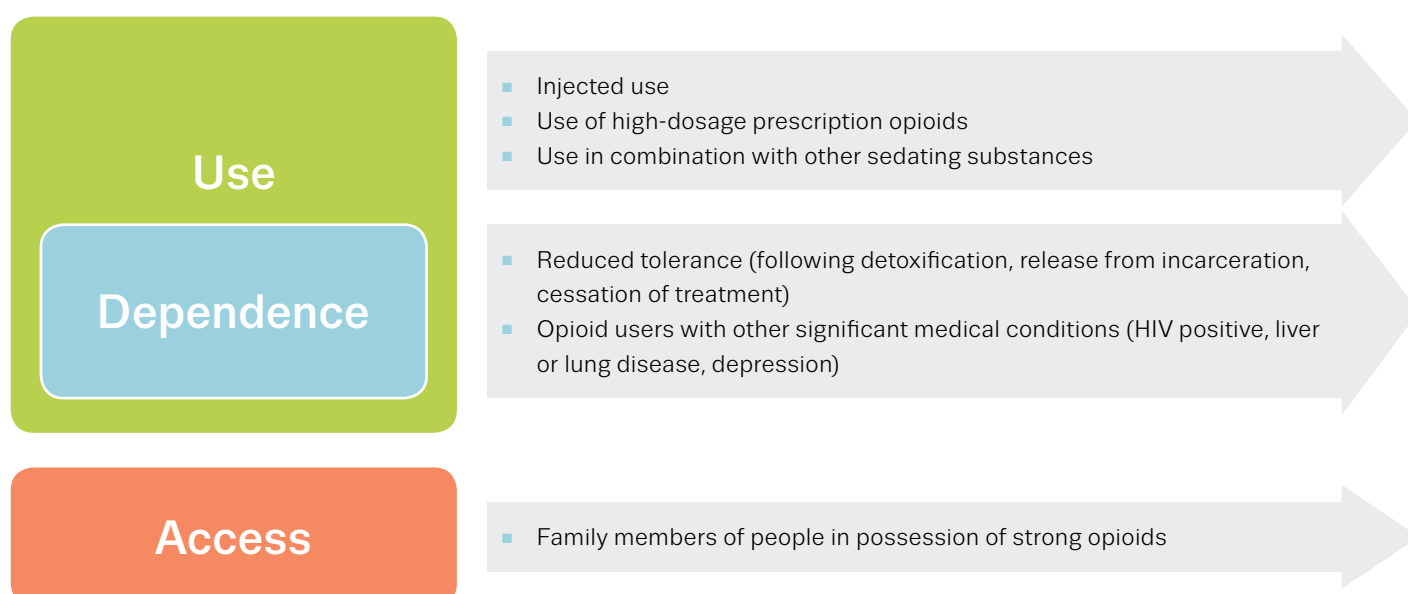 Use
Injected use
Use of high-dosage prescription opioids
Use in combination with other sedating substances
Dependence
Reduced tolerance (following detoxification, release from incarceration,
cessation of treatment)
Opioid users with other significant medical conditions (HIV positive, liver
or lung disease, depression)
Access
Family members of people in possession of strong opioids